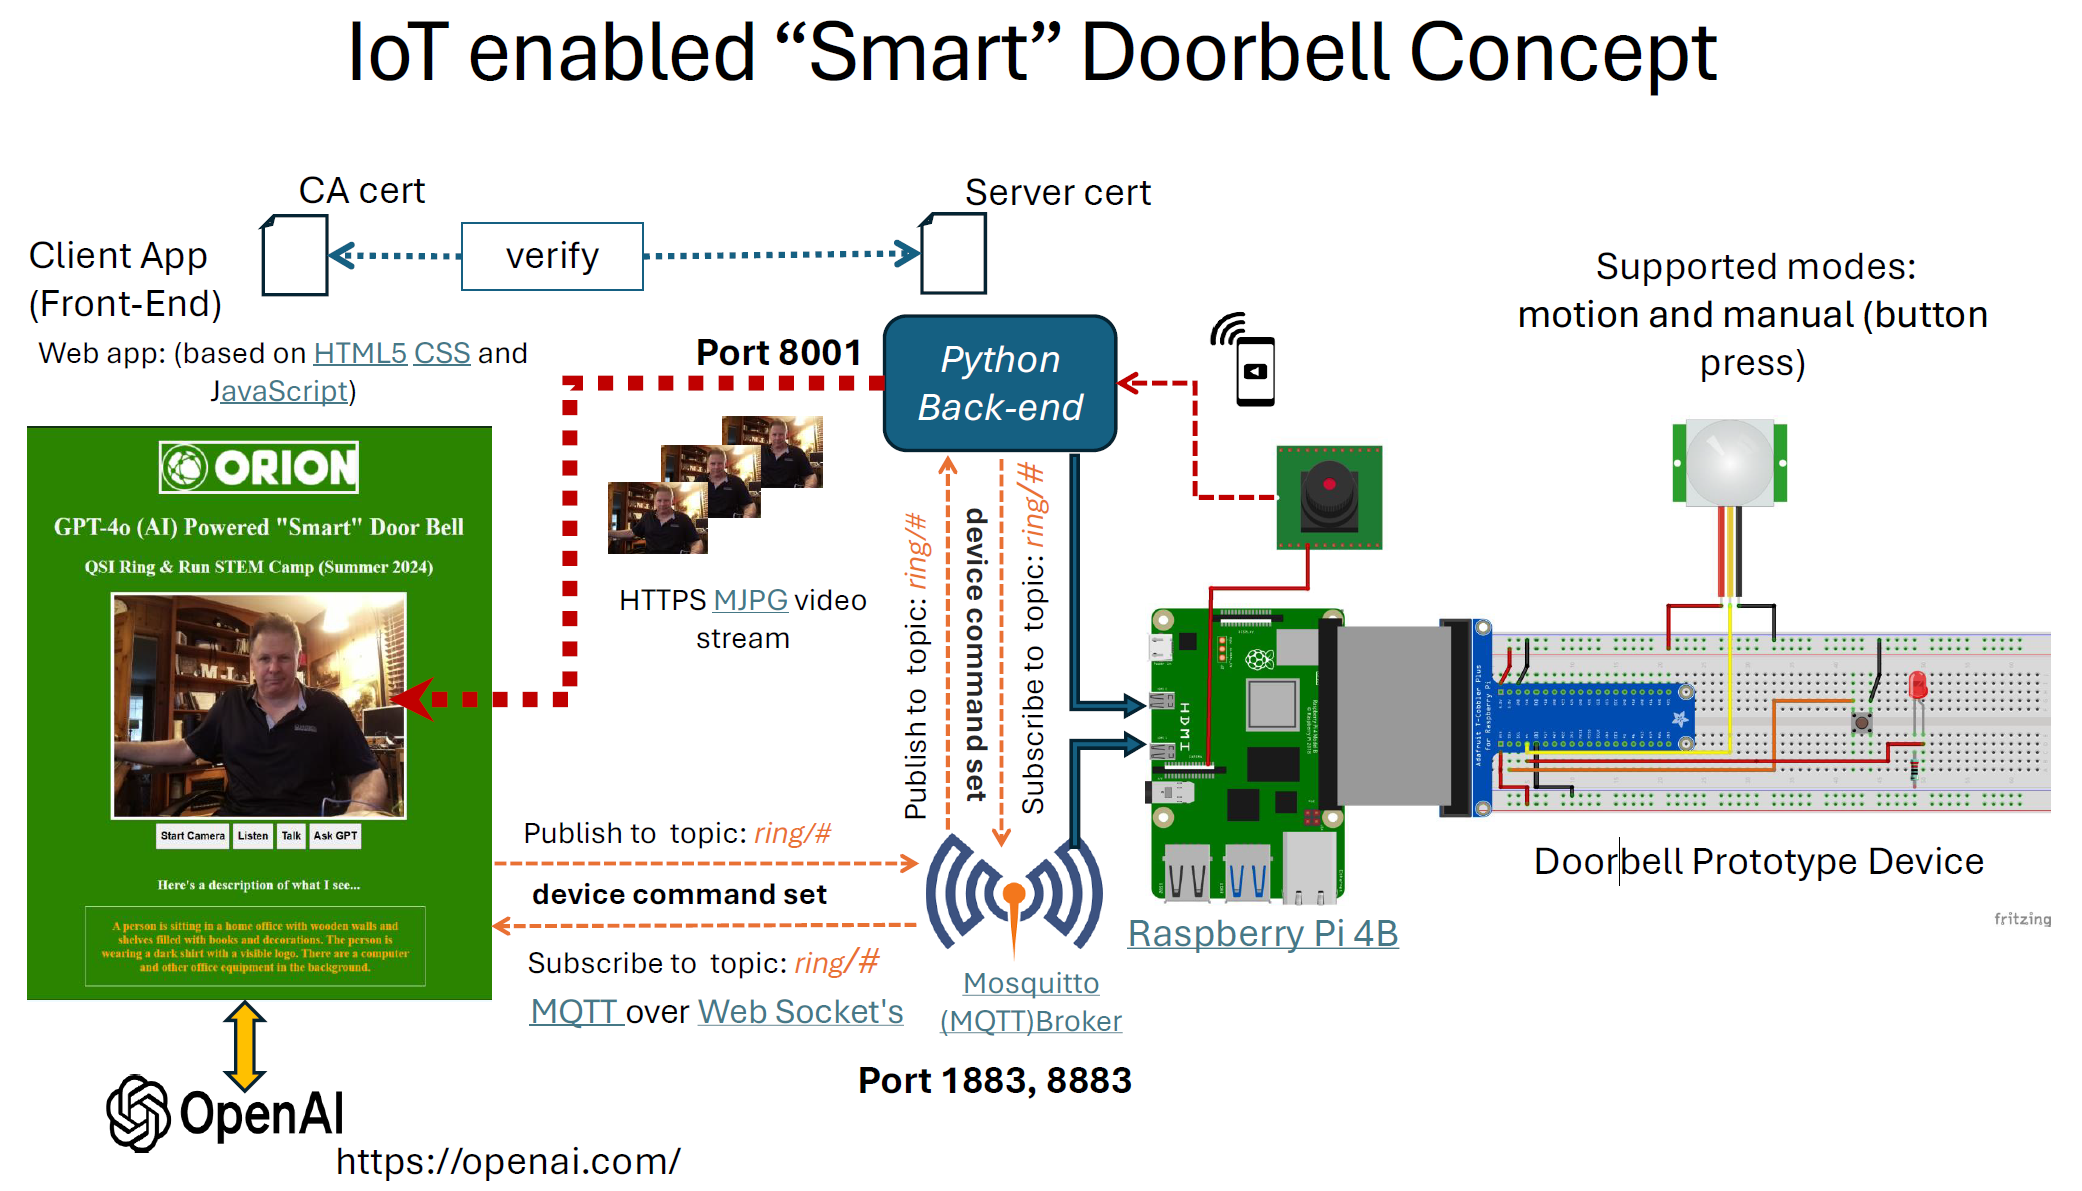 IoT enabled “Smart” Doorbell Concept
CA cert
Server cert
Client App
(Front-End)
verify
Web app: (based on HTML5 CSS and
JavaScript)
Port 8001
Python
Back-end
Supported modes:
motion and manual (button
press)
ORION
GPT-4o (AI) Powered "Smart" Door Bell
QSI Ring & Run STEM Camp (Summer 2024)
Start Camera
Listen
Talk
Ask GPT
Here's a description of what I see...
A person is sitting in a home office with wooden walls and
shelves filled with books and decorations. The person is
wearing a dark shirt with a visible logo. There are a computer
and other office equipment in the background.
HTTPS MJPG video
stream
Publish to topic: ring/#
device command set
Subscribe to topic: ring/#
Publish to topic: ring/#
device command set
Subscribe to topic: ring/#
MQTT over Web Socket's
Mosquitto
(MQTT)Broker
Port 1883, 8883
HDMI
Raspberry Pi 4B
Adafruit T-Cobbler Plus
for Raspberry Pi
Doorbell Prototype Device
fritzing
OpenAI
https://openai.com/